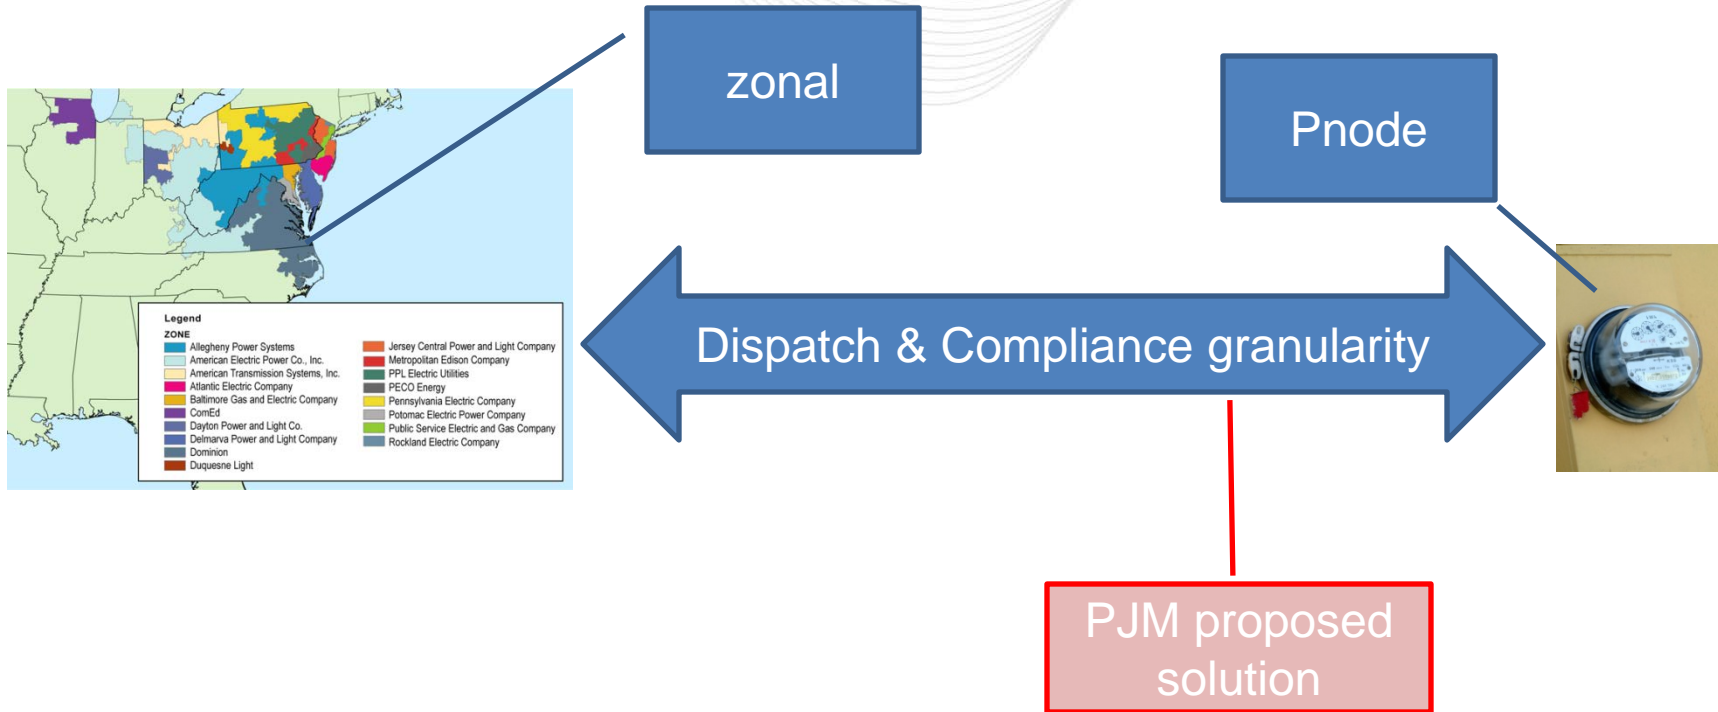 zonal
Pnode
Dispatch & Compliance granularity
Legend
ZONE
Allegheny Power Systems
American Electric Power Co., Inc.
American Transmission Systems, Inc.
Atlantic Electric Company
Baltimore Gas and Electric Company
ComEd
Dayton Power and Light Co.
Delmarva Power and Light Company
Dominion
Duquesne Light
Jersey Central Power and Light Company
Metropolitan Edison Company
PPL Electric Utilities
PECO Energy
Pennsylvania Electric Company
Potomac Electric Power Company
Public Service Electric and Gas Company
Rockland Electric Company
PJM proposed
solution